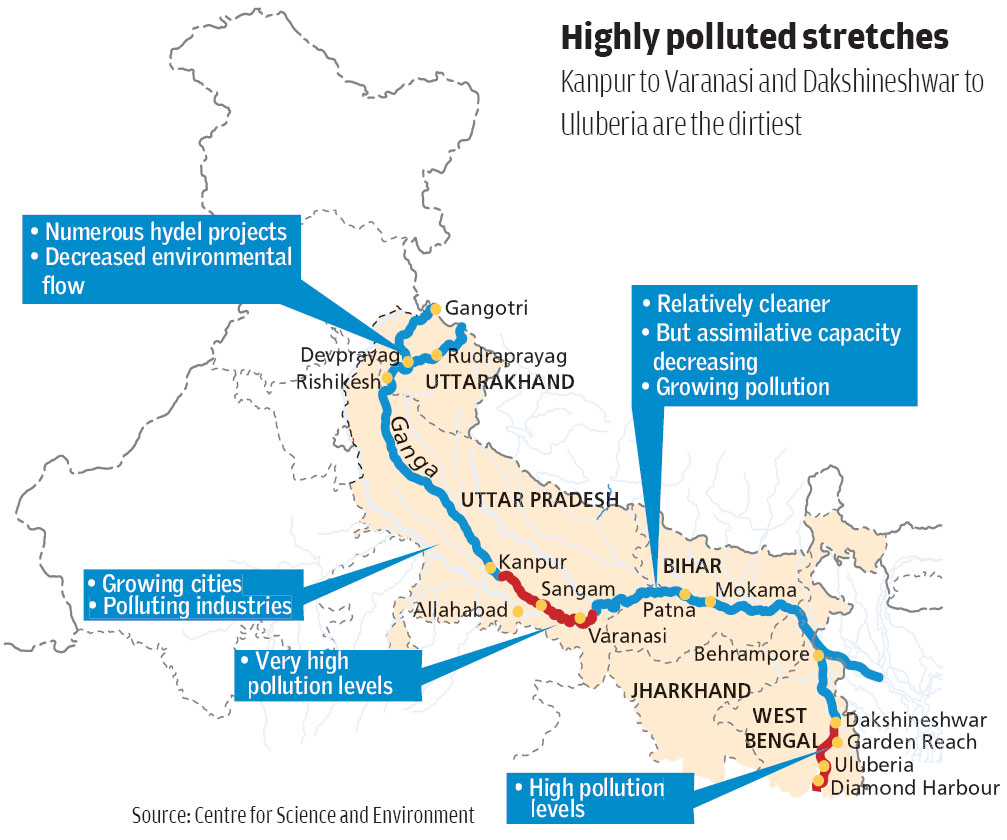 Highly polluted stretches
Kanpur to Varanasi and Dakshineshwar to
Uluberia are the dirtiest
• Numerous hydel projects
• Decreased environmental
flow
Gangotri
Devprayag
Rudraprayag
Rishikesh
UTTARAKHAND
• Relatively cleaner
• But assimilative capacity
decreasing
• Growing pollution
Ganga
UTTAR PRADESH
Kanpur
BIHAR
• Growing cities
• Polluting industries
Sangam
Mokama
Allahabad
Patna
Varanasi
Behrampore
• Very high
pollution levels
JHARKHAND
WEST
BENGAL
Dakshineshwar
Garden Reach
Uluberia
Diamond Harbour
• High pollution
levels
Source: Centre for Science and Environment